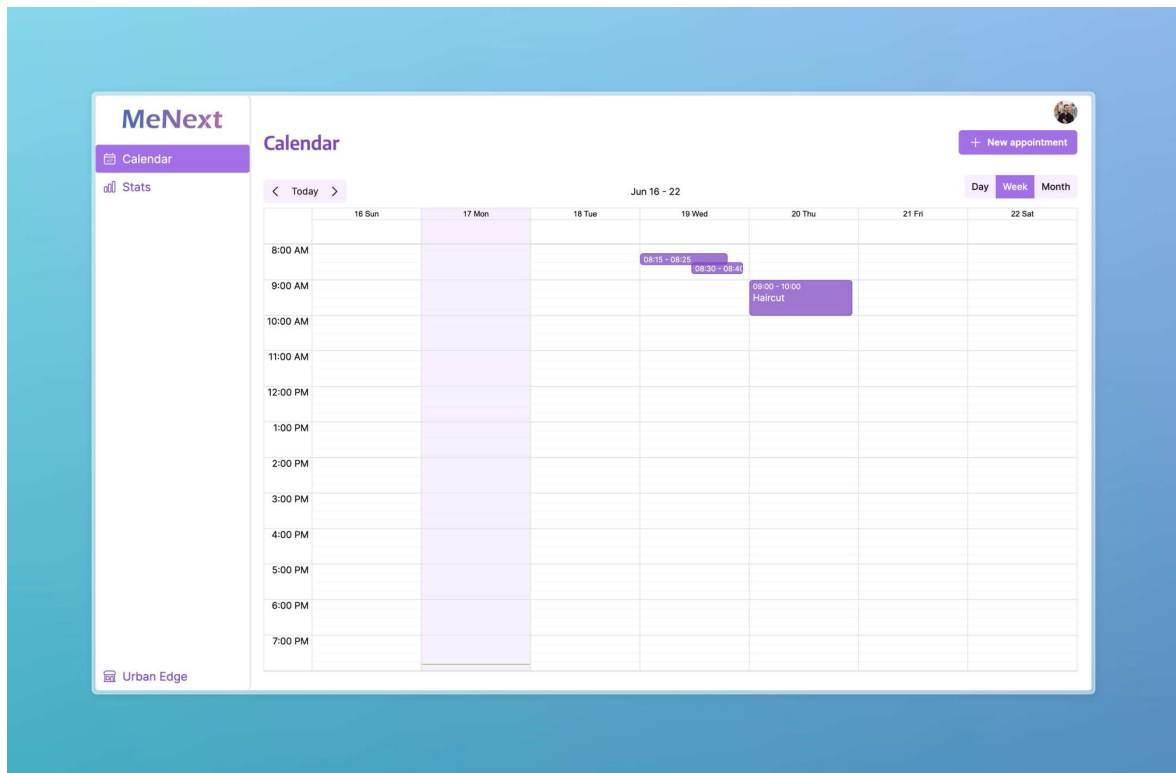 MeNext
Calendar
Stats
Urban Edge
Calendar
+ New appointment
< Today >
Jun 16 - 22
Day Week Month
16 Sun 17 Mon 18 Tue 19 Wed 20 Thu 21 Fri 22 Sat
8:00 AM
08:15 - 08:25
08:30 - 08:40
9:00 AM
09:00 - 10:00
Haircut
10:00 AM
11:00 AM
12:00 PM
1:00 PM
2:00 PM
3:00 PM
4:00 PM
5:00 PM
6:00 PM
7:00 PM